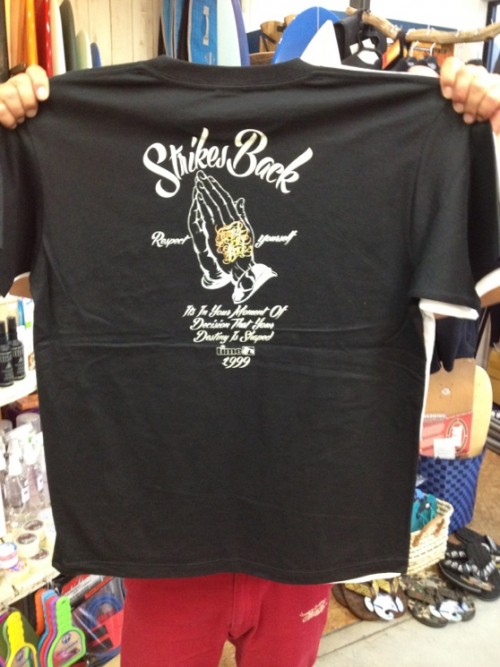 Strikes Back
Respect Yourself
It's In Your Moment Of
Decision That Your
Destiny Is Shaped
1999